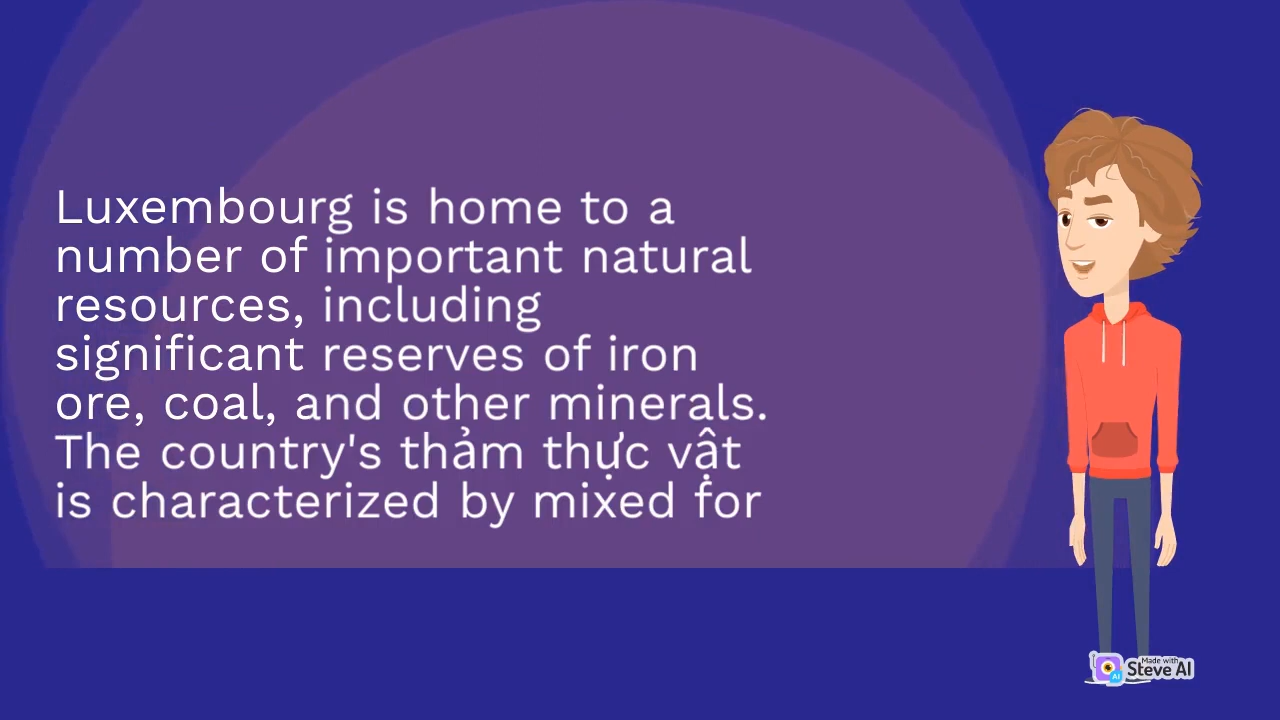 Luxembourg is home to a
number of important natural
resources, including
significant reserves of iron
ore, coal, and other minerals.
The country's thảm thực vật
is characterized by mixed for
Made with
Steve AI
AI